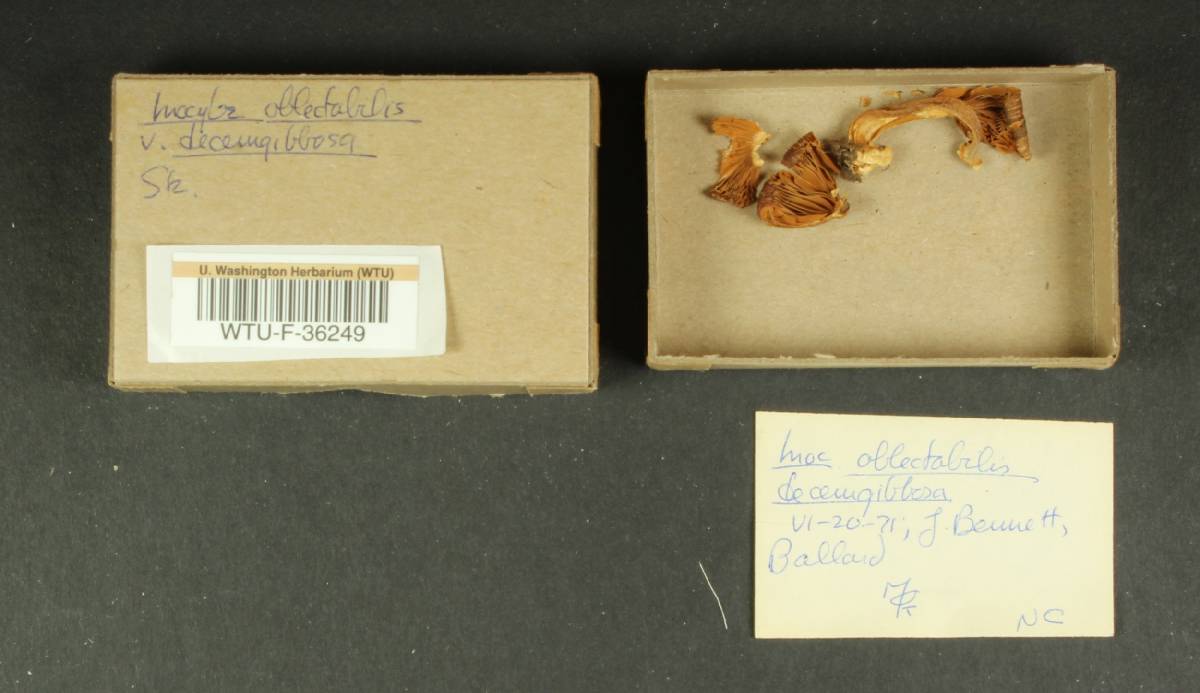 Inocybe oblectabilis
v. decemgibbosa
Sk.
U. Washington Herbarium (WTU)
WTU-F-36249
Inoc oblectabilis
decemgibbosa
VI-20-71, J. Bennett,
Ballard
NC